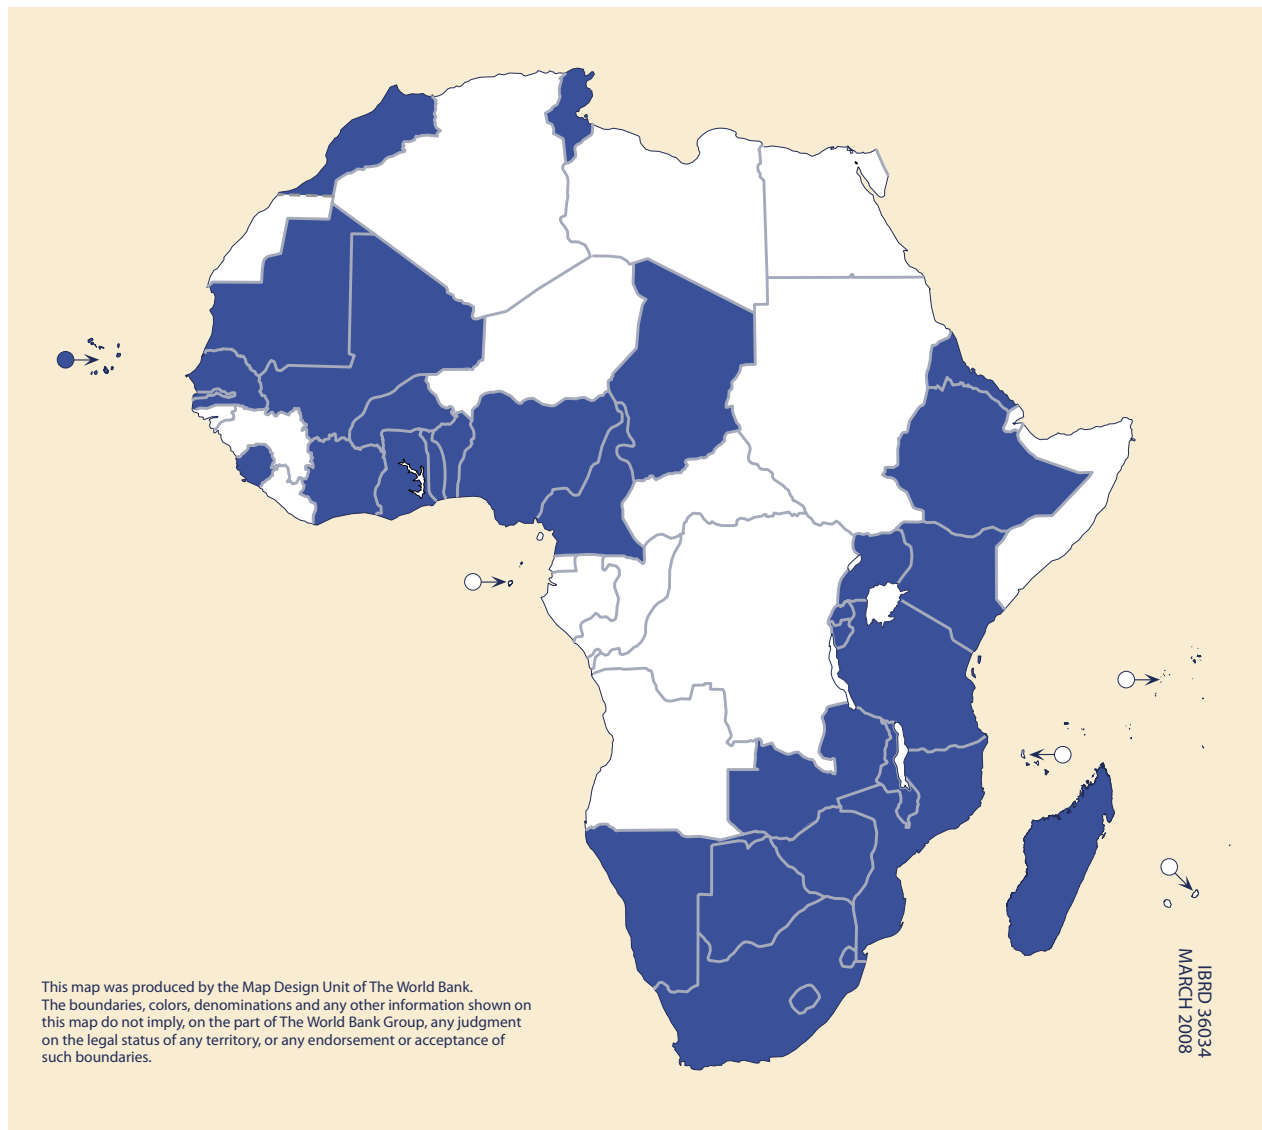 This map was produced by the Map Design Unit of The World Bank.
The boundaries, colors, denominations and any other information shown on
this map do not imply, on the part of The World Bank Group, any judgment
on the legal status of any territory, or any endorsement or acceptance of
such boundaries.
IBRD 36034
MARCH 2008